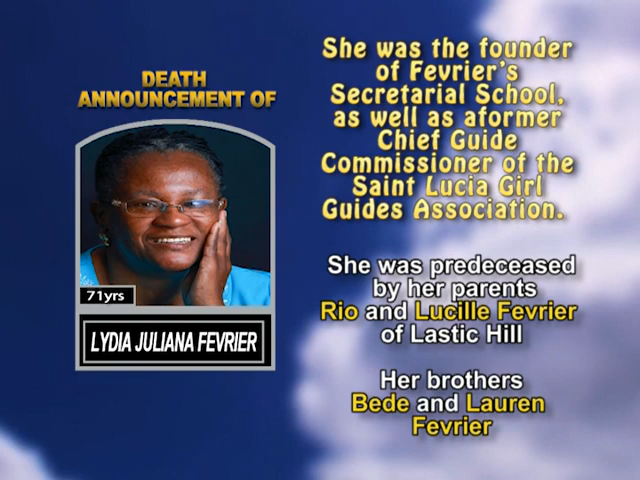 DEATH
ANNOUNCEMENT OF
71yrs
LYDIA JULIANA FEVRIER
She was the founder
of Fevrier's
Secretarial School,
as well as aformer
Chief Guide
Commissioner of the
Saint Lucia Girl
Guides Association.
She was predeceased
by her parents
Rio and Lucille Fevrier
of Lastic Hill
Her brothers
Bede and Lauren
Fevrier